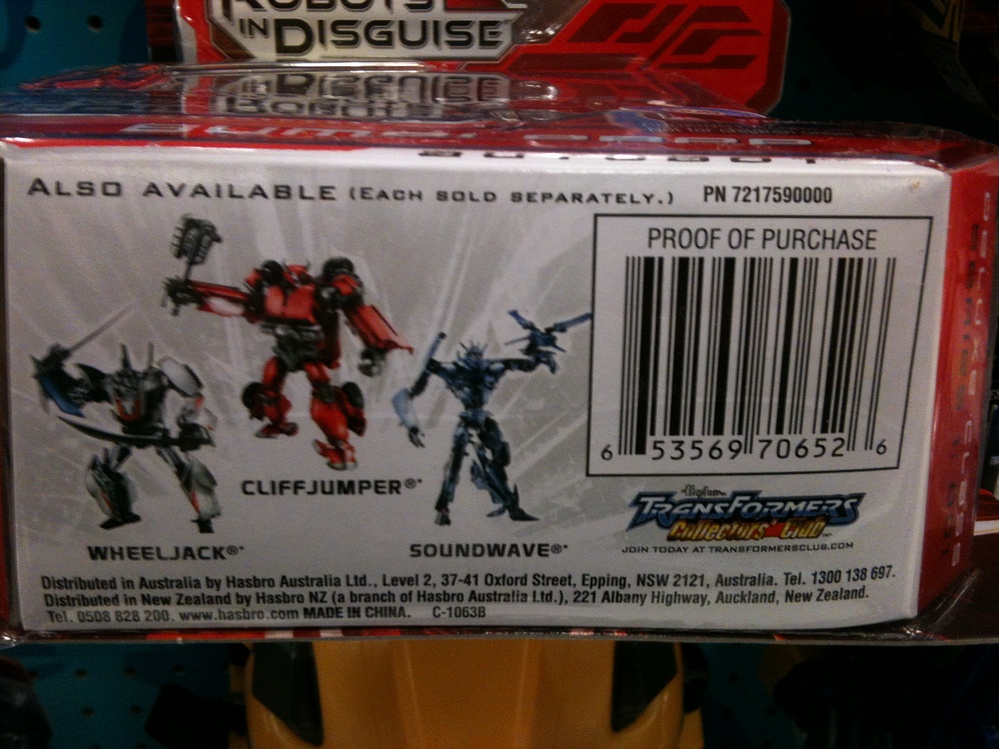 ROBOTS
IN DISGUISE
ALSO AVAILABLE (EACH SOLD SEPARATELY.)
PN 7217590000
PROOF OF PURCHASE
6 53569 70652 6
CLIFFJUMPER®*
WHEELJACK®*
SOUNDWAVE®*
TRANSFORMERS
Collectors' Club
JOIN TODAY AT TRANSFORMERSCLUB.COM
Distributed in Australia by Hasbro Australia Ltd., Level 2, 37-41 Oxford Street, Epping, NSW 2121, Australia. Tel. 1300 138 697.
Distributed in New Zealand by Hasbro NZ (a branch of Hasbro Australia Ltd.), 221 Albany Highway, Auckland, New Zealand.
Tel. 0508 828 200. www.hasbro.com MADE IN CHINA. C-1063B